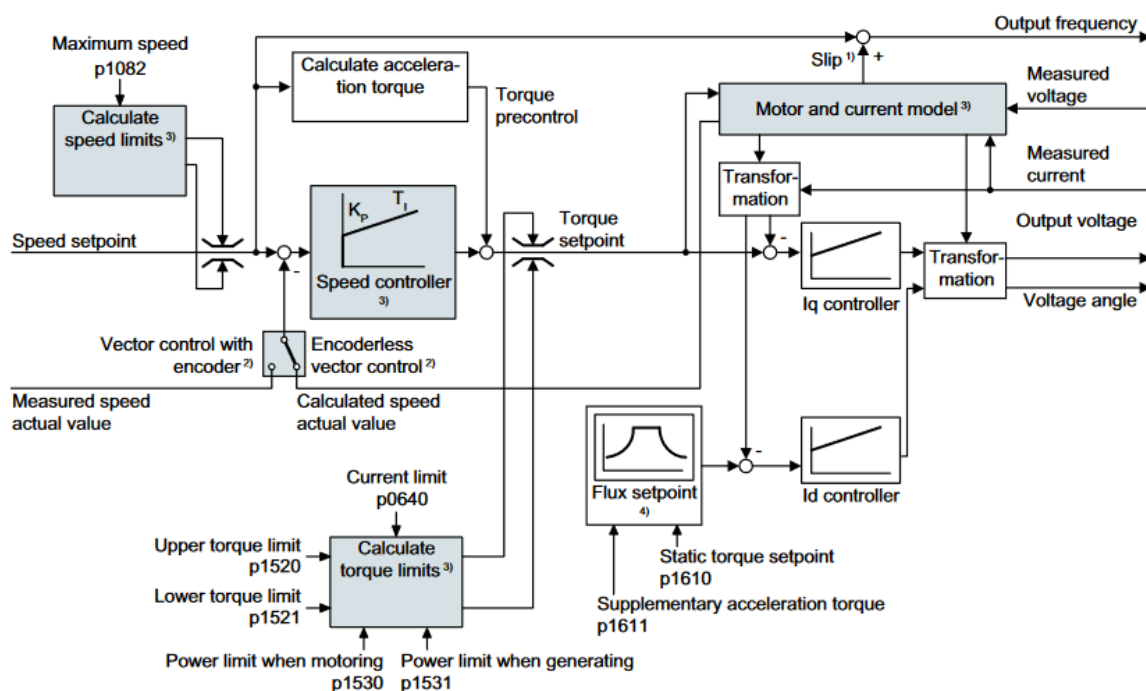 Maximum speed
p1082
Calculate
speed limits 3)
Calculate accelera-
tion torque
Torque
precontrol
Slip 1)
+
Output frequency
Motor and current model 3)
Measured
voltage
Measured
current
Transfor-
mation
Speed setpoint
-
K_P
T_I
Speed controller
3)
Torque
setpoint
-
Iq controller
Transfor-
mation
Output voltage
Voltage angle
Vector control with
encoder 2)
Encoderless
vector control 2)
Measured speed
actual value
Calculated speed
actual value
Flux setpoint
4)
-
Id controller
Static torque setpoint
p1610
Supplementary acceleration torque
p1611
Current limit
p0640
Upper torque limit
p1520
Lower torque limit
p1521
Calculate
torque limits 3)
Power limit when motoring
p1530
Power limit when generating
p1531